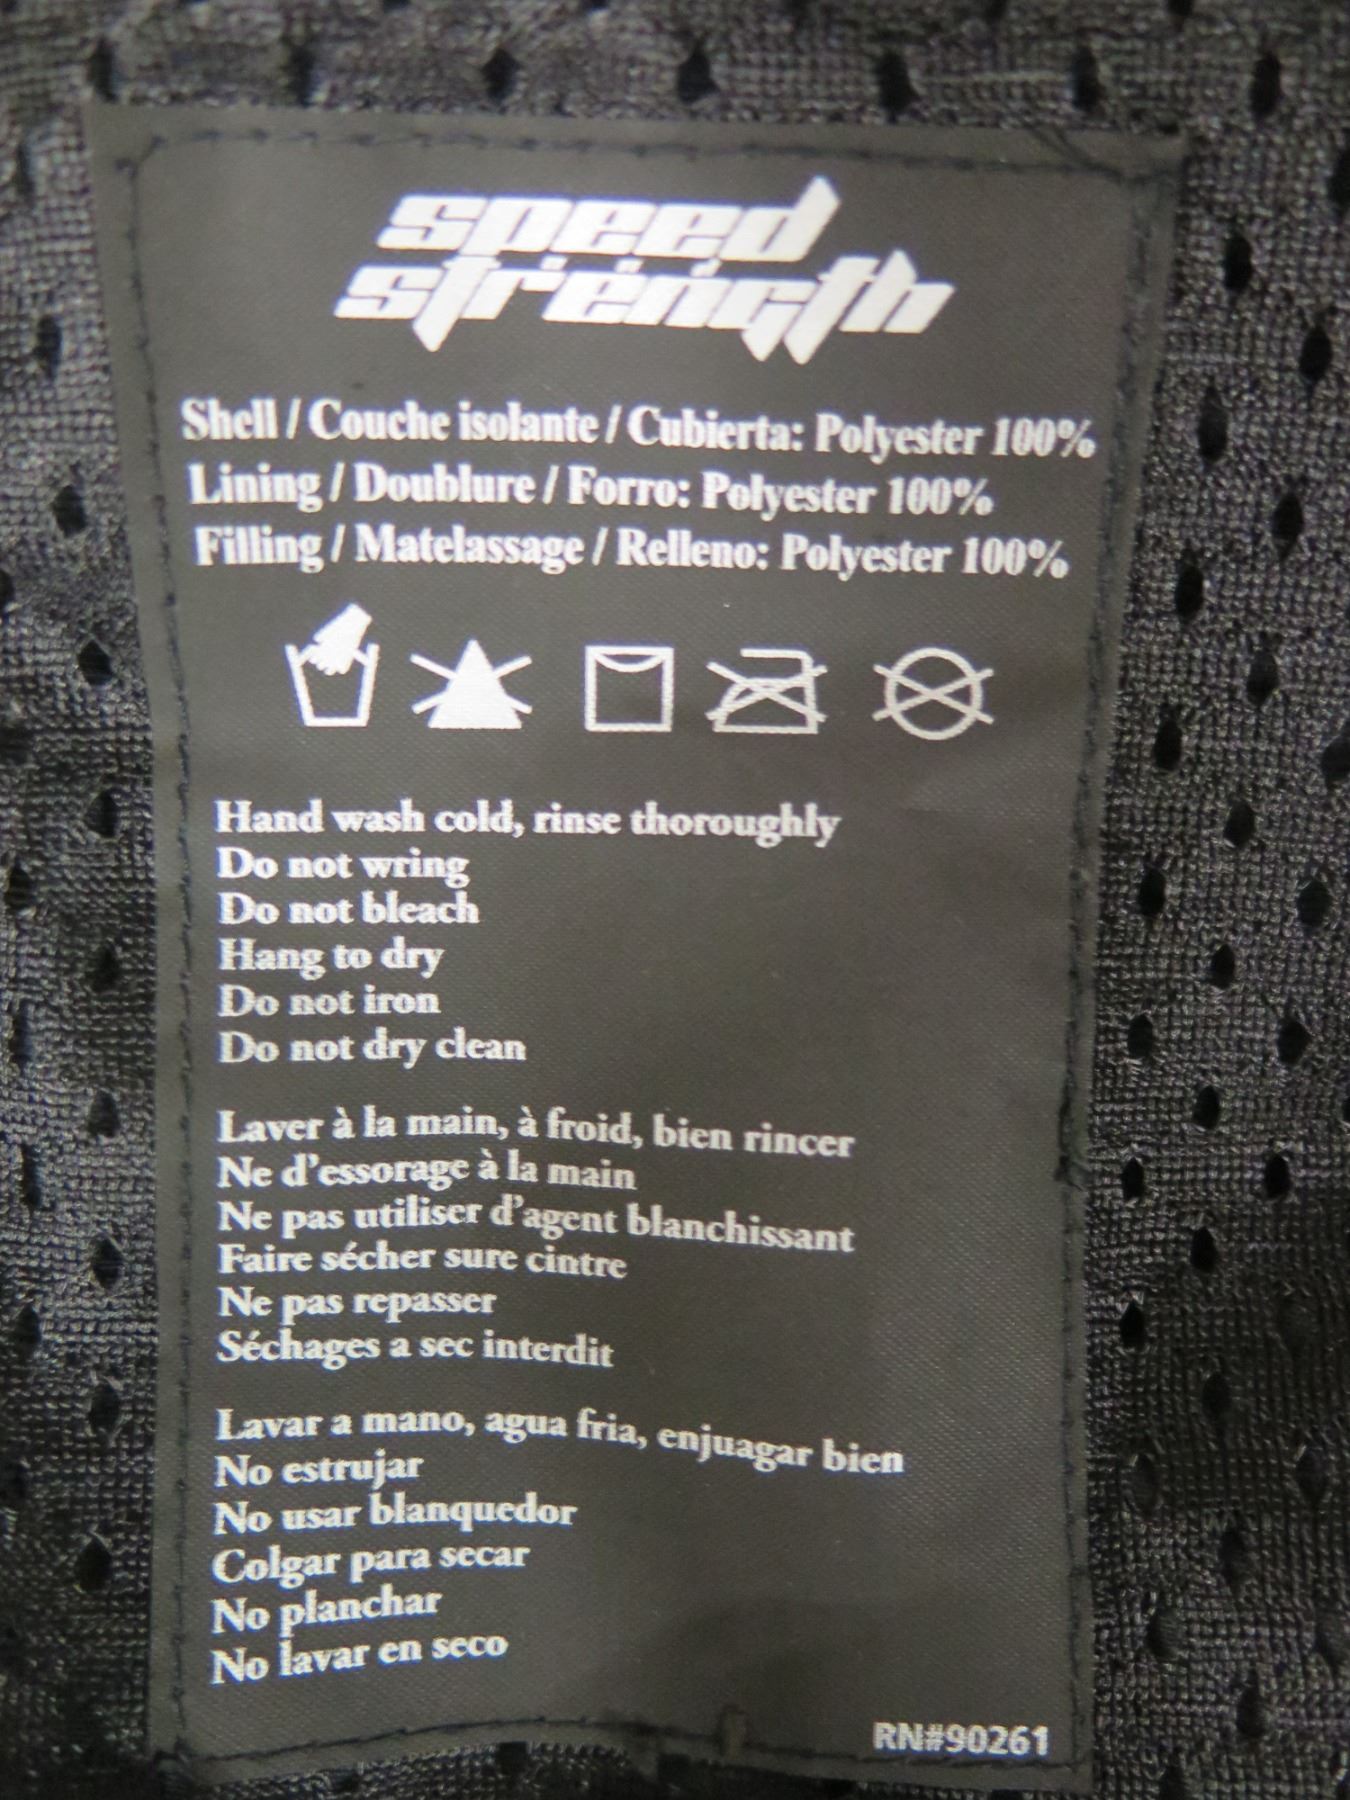 speed
strength
Shell / Couche isolante / Cubierta: Polyester 100%
Lining / Doublure / Forro: Polyester 100%
Filling / Matelassage / Relleno: Polyester 100%
Hand wash cold, rinse thoroughly
Do not wring
Do not bleach
Hang to dry
Do not iron
Do not dry clean
Laver à la main, à froid, bien rincer
Ne d'essorage à la main
Ne pas utiliser d'agent blanchissant
Faire sécher sure cintre
Ne pas repasser
Séchages a sec interdit
Lavar a mano, agua fria, enjuagar bien
No estrujar
No usar blanquedor
Colgar para secar
No planchar
No lavar en seco
RN#90261